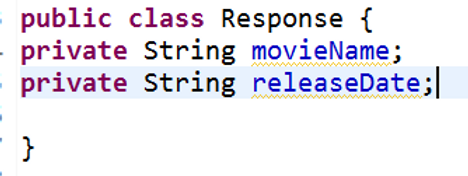 public class Response {
private String movieName;
private String releaseDate;
}